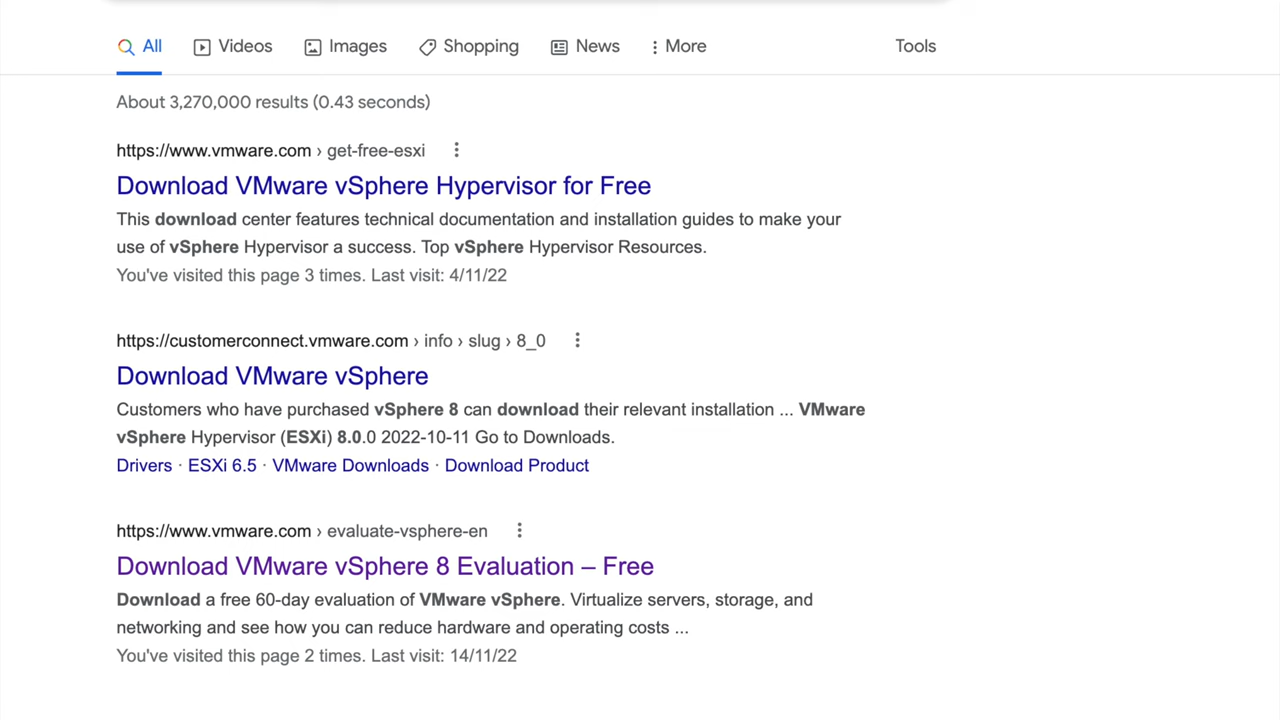 All Videos Images Shopping News More Tools
About 3,270,000 results (0.43 seconds)
https://www.vmware.com › get-free-esxi
Download VMware vSphere Hypervisor for Free
This download center features technical documentation and installation guides to make your
use of vSphere Hypervisor a success. Top vSphere Hypervisor Resources.
You've visited this page 3 times. Last visit: 4/11/22
https://customerconnect.vmware.com › info › slug › 8_0
Download VMware vSphere
Customers who have purchased vSphere 8 can download their relevant installation ... VMware
vSphere Hypervisor (ESXi) 8.0.0 2022-10-11 Go to Downloads.
Drivers · ESXi 6.5 · VMware Downloads · Download Product
https://www.vmware.com › evaluate-vsphere-en
Download VMware vSphere 8 Evaluation – Free
Download a free 60-day evaluation of VMware vSphere. Virtualize servers, storage, and
networking and see how you can reduce hardware and operating costs ...
You've visited this page 2 times. Last visit: 14/11/22